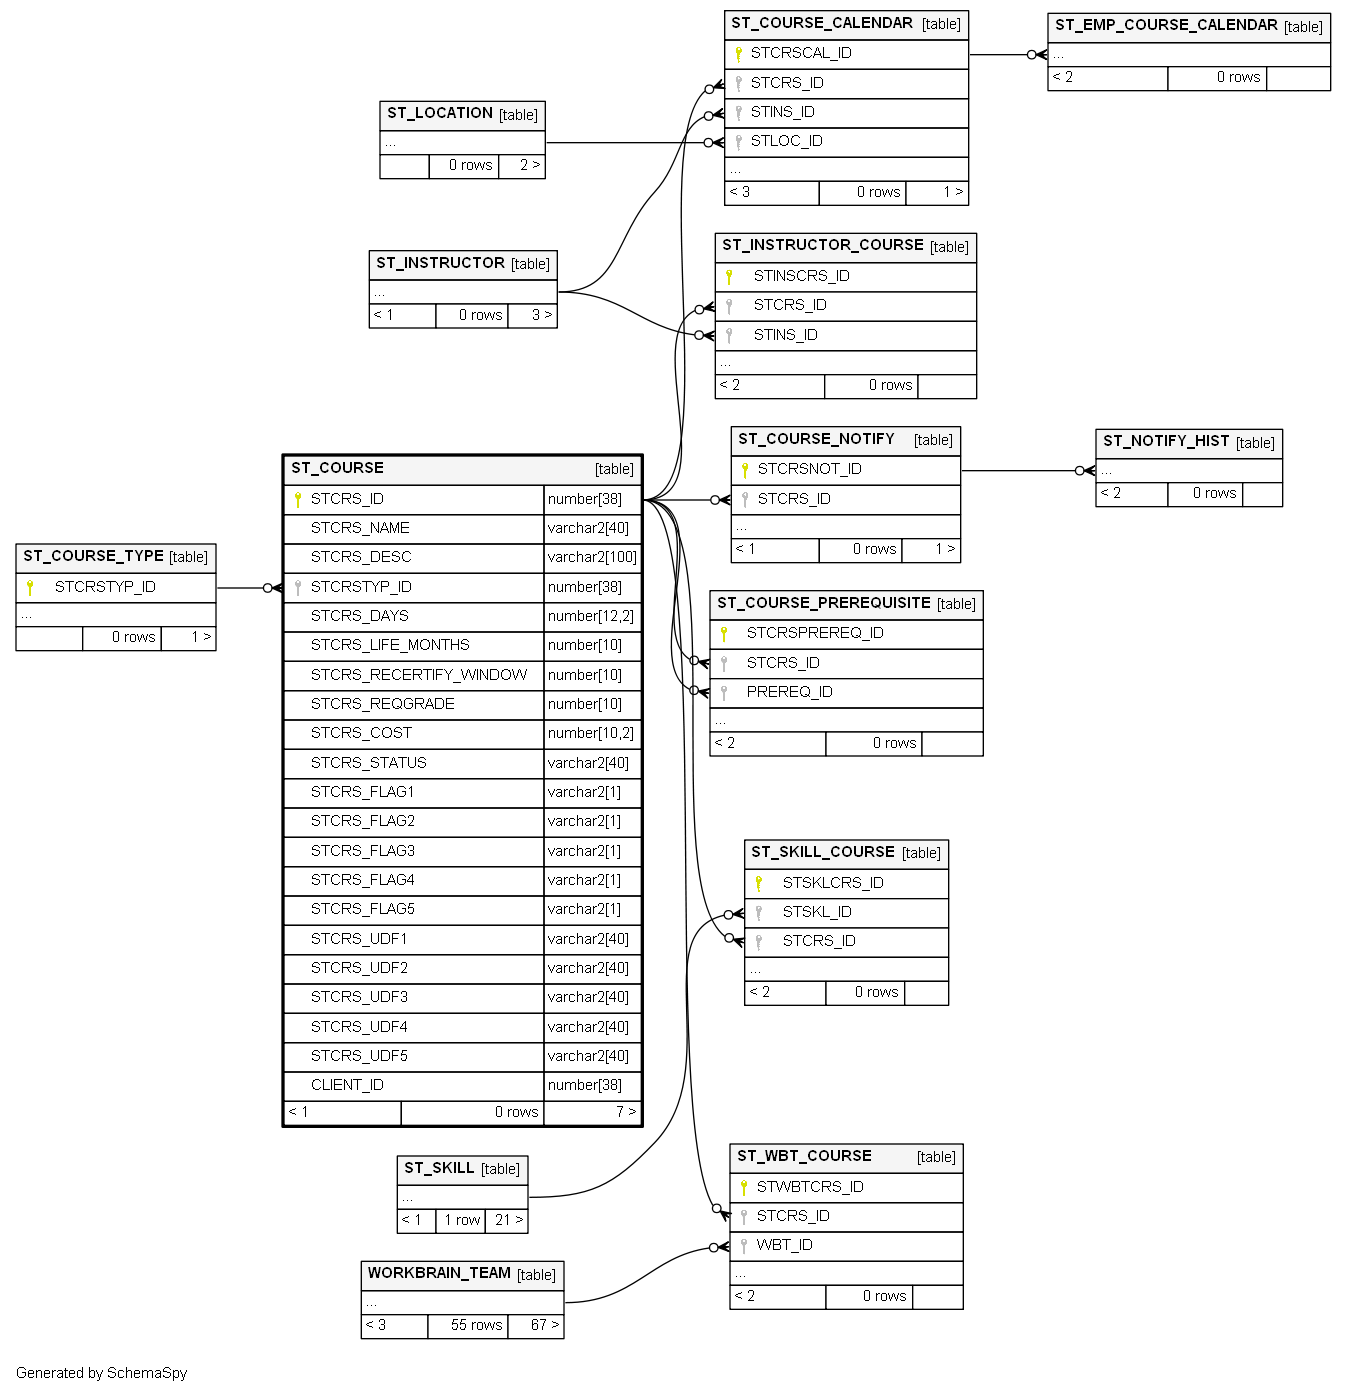 ST_COURSE_CALENDAR [table]
STCRSCAL_ID
STCRS_ID
STINS_ID
STLOC_ID
...
< 3 0 rows 1 >
ST_EMP_COURSE_CALENDAR [table]
...
< 2 0 rows
ST_LOCATION [table]
...
0 rows 2 >
ST_INSTRUCTOR [table]
...
< 1 0 rows 3 >
ST_INSTRUCTOR_COURSE [table]
STINSCRS_ID
STCRS_ID
STINS_ID
...
< 2 0 rows
ST_COURSE_NOTIFY [table]
STCRSNOT_ID
STCRS_ID
...
< 1 0 rows 1 >
ST_NOTIFY_HIST [table]
...
< 2 0 rows
ST_COURSE_TYPE [table]
STCRSTYP_ID
...
0 rows 1 >
ST_COURSE [table]
STCRS_ID number[38]
STCRS_NAME varchar2[40]
STCRS_DESC varchar2[100]
STCRSTYP_ID number[38]
STCRS_DAYS number[12,2]
STCRS_LIFE_MONTHS number[10]
STCRS_RECERTIFY_WINDOW number[10]
STCRS_REQGRADE number[10]
STCRS_COST number[10,2]
STCRS_STATUS varchar2[40]
STCRS_FLAG1 varchar2[1]
STCRS_FLAG2 varchar2[1]
STCRS_FLAG3 varchar2[1]
STCRS_FLAG4 varchar2[1]
STCRS_FLAG5 varchar2[1]
STCRS_UDF1 varchar2[40]
STCRS_UDF2 varchar2[40]
STCRS_UDF3 varchar2[40]
STCRS_UDF4 varchar2[40]
STCRS_UDF5 varchar2[40]
CLIENT_ID number[38]
< 1 0 rows 7 >
ST_COURSE_PREREQUISITE [table]
STCRSPREREQ_ID
STCRS_ID
PREREQ_ID
...
< 2 0 rows
ST_SKILL_COURSE [table]
STSKLCRS_ID
STSKL_ID
STCRS_ID
...
< 2 0 rows
ST_SKILL [table]
...
< 1 1 row 21 >
ST_WBT_COURSE [table]
STWBTCRS_ID
STCRS_ID
WBT_ID
...
< 2 0 rows
WORKBRAIN_TEAM [table]
...
< 3 55 rows 67 >
Generated by SchemaSpy